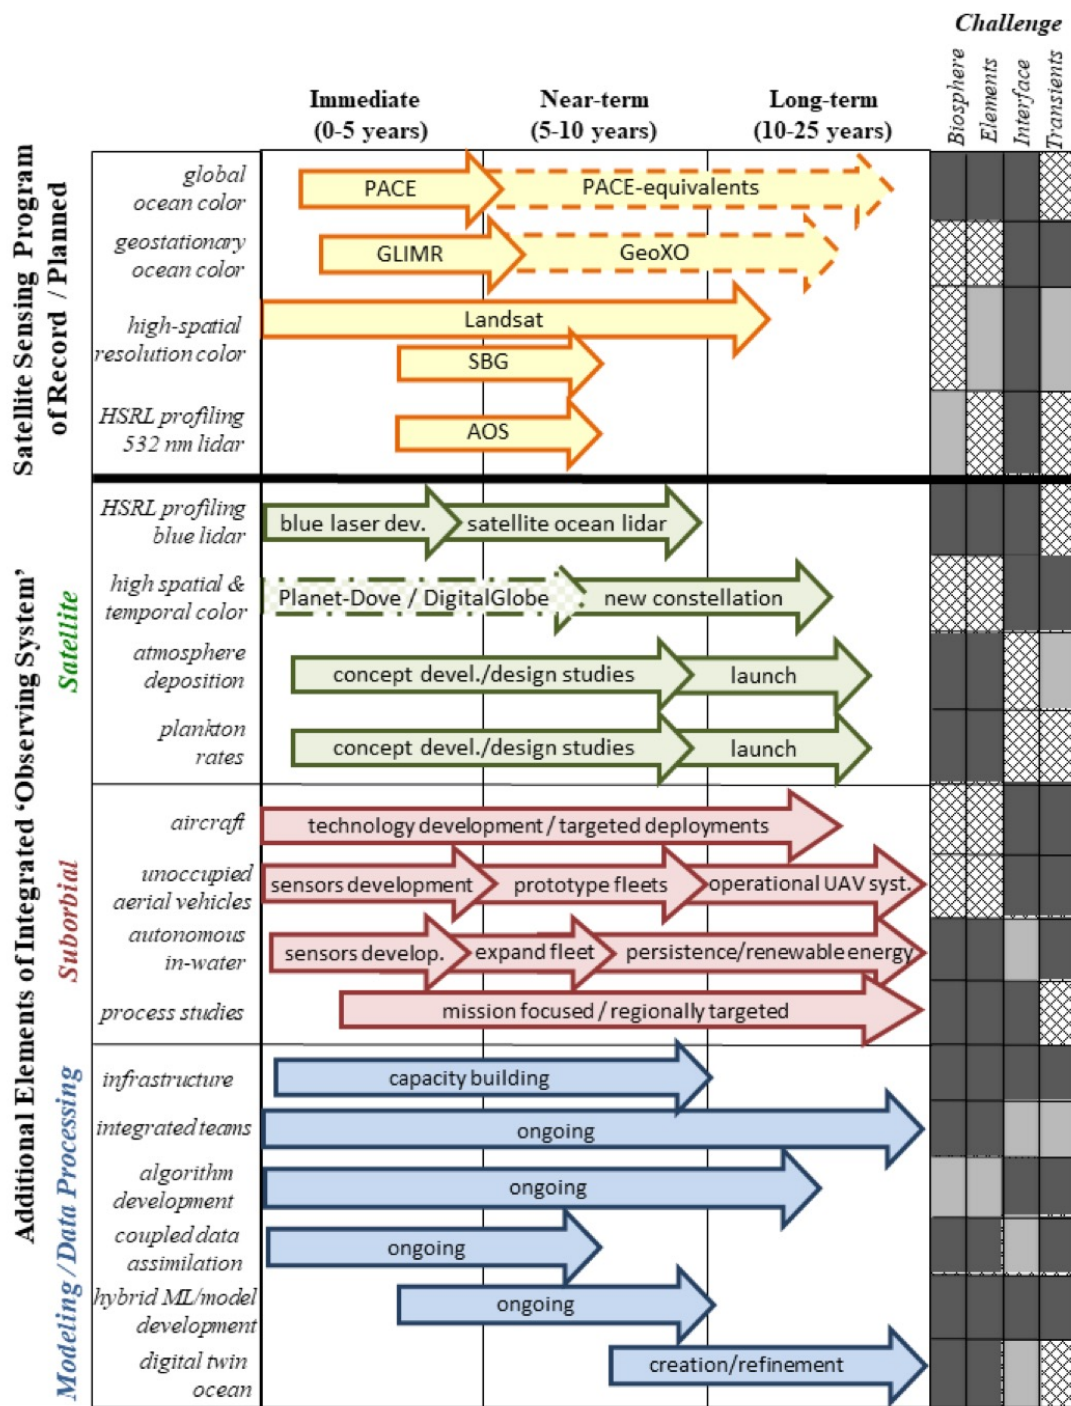 Challenge
Biosphere
Elements
Interface
Transients
Immediate
(0-5 years)
Near-term
(5-10 years)
Long-term
(10-25 years)
Satellite Sensing Program
of Record / Planned
global
ocean color
PACE
PACE-equivalents
geostationary
ocean color
GLIMR
GeoXO
high-spatial
resolution color
Landsat
SBG
HSRL profiling
532 nm lidar
AOS
Additional Elements of Integrated ‘Observing System’
Satellite
HSRL profiling
blue lidar
blue laser dev.
satellite ocean lidar
high spatial &
temporal color
Planet-Dove / DigitalGlobe
new constellation
atmosphere
deposition
concept devel./design studies
launch
plankton
rates
concept devel./design studies
launch
Suborbial
aircraft
technology development / targeted deployments
unoccupied
aerial vehicles
sensors development
prototype fleets
operational UAV syst.
autonomous
in-water
sensors develop.
expand fleet
persistence/renewable energy
process studies
mission focused / regionally targeted
Modeling / Data Processing
infrastructure
capacity building
integrated teams
ongoing
algorithm
development
ongoing
coupled data
assimilation
ongoing
hybrid ML/model
development
ongoing
digital twin
ocean
creation/refinement